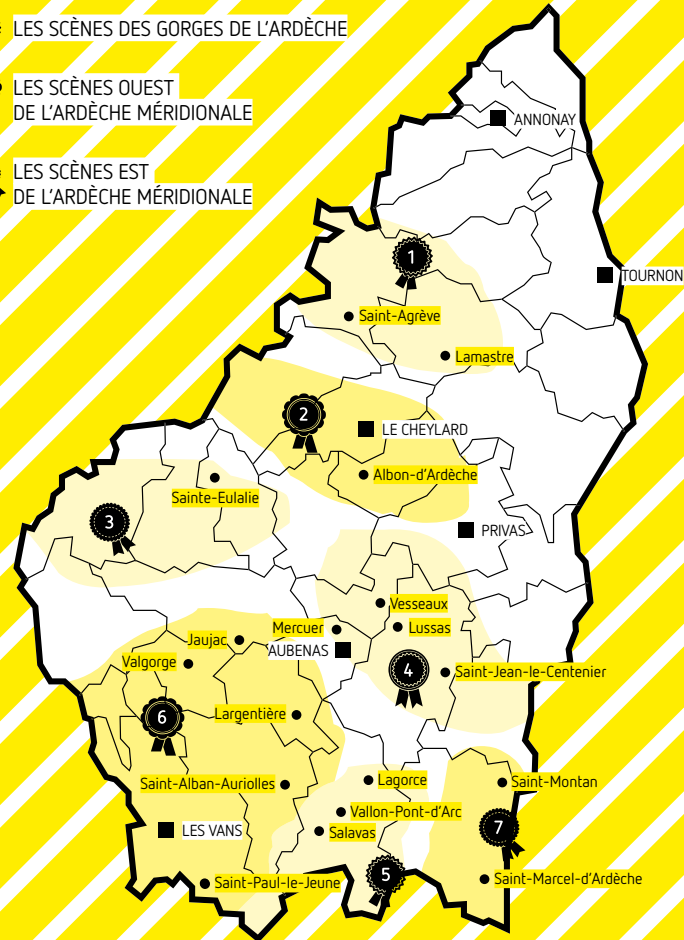 LES SCÈNES DES GORGES DE L'ARDÈCHE
LES SCÈNES OUEST
DE L'ARDÈCHE MÉRIDIONALE
LES SCÈNES EST
DE L'ARDÈCHE MÉRIDIONALE
ANNONAY
1
TOURNON
Saint-Agrève
Lamastre
2
LE CHEYLARD
Albon-d'Ardèche
Sainte-Eulalie
3
PRIVAS
Vesseaux
Mercuer
Lussas
Jaujac
AUBENAS
Valgorge
4
Saint-Jean-le-Centenier
6
Largentière
Lagorce
Saint-Montan
Saint-Alban-Auriolles
Vallon-Pont-d'Arc
7
LES VANS
Salavas
5
Saint-Marcel-d'Ardèche
Saint-Paul-le-Jeune